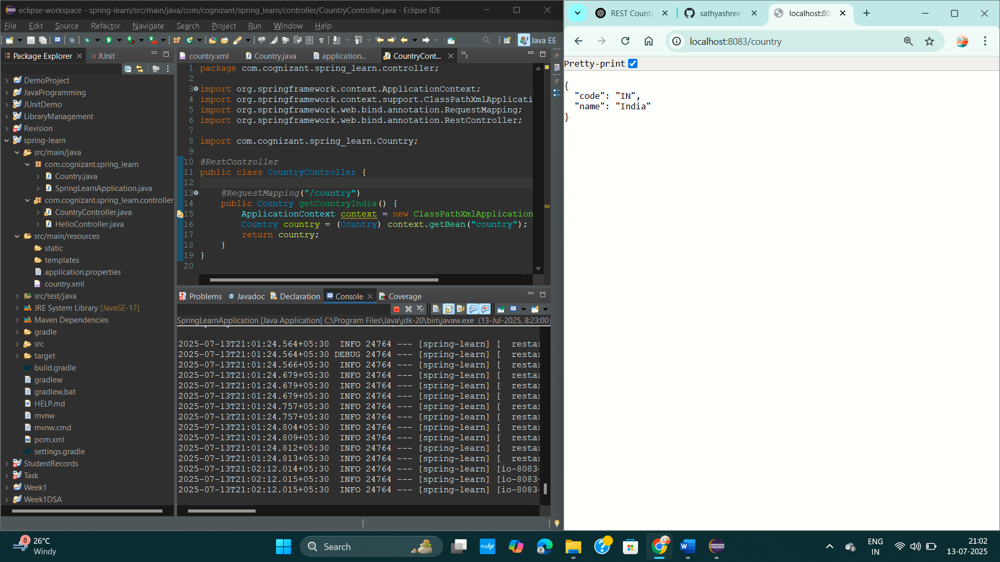 eclipse-workspace - spring-learn/src/main/java/com/cognizant/spring_learn/controller/CountryController.java - Eclipse IDE
File Edit Source Refactor Navigate Search Project Run Window Help
Java EE
Package Explorer
JUnit
DemoProject
JavaProgramming
JUnitDemo
LibraryManagement
Revision
spring-learn
src/main/java
com.cognizant.spring_learn
Country.java
SpringLearnApplication.java
com.cognizant.spring_learn.controller
CountryController.java
HelloController.java
src/main/resources
static
templates
application.properties
country.xml
src/test/java
JRE System Library [JavaSE-17]
Maven Dependencies
gradle
src
target
build.gradle
gradlew
gradlew.bat
HELP.md
mvnw
mvnw.cmd
pom.xml
settings.gradle
StudentRecords
Task
Week1
Week1DSA
country.xml Country.java application... CountryCont... »3
1 package com.cognizant.spring_learn.controller;
2
3 import org.springframework.context.ApplicationContext;
4 import org.springframework.context.support.ClassPathXmlApplicati
5 import org.springframework.web.bind.annotation.RequestMapping;
6 import org.springframework.web.bind.annotation.RestController;
7
8 import com.cognizant.spring_learn.Country;
9
10 @RestController
11 public class CountryController {
12
13 @RequestMapping("/country")
14 public Country getCountryIndia() {
15 ApplicationContext context = new ClassPathXmlApplication
16 Country country = (Country) context.getBean("country");
17 return country;
18 }
19 }
20
Problems Javadoc Declaration Console Coverage
SpringLearnApplication [Java Application] C:\Program Files\Java\jdk-20\bin\javaw.exe (13-Jul-2025, 8:23:00
2025-07-13T21:01:24.564+05:30 INFO 24764 --- [spring-learn] [ restar
2025-07-13T21:01:24.564+05:30 DEBUG 24764 --- [spring-learn] [ restar
2025-07-13T21:01:24.566+05:30 INFO 24764 --- [spring-learn] [ restar
2025-07-13T21:01:24.679+05:30 INFO 24764 --- [spring-learn] [ restar
2025-07-13T21:01:24.679+05:30 INFO 24764 --- [spring-learn] [ restar
2025-07-13T21:01:24.679+05:30 INFO 24764 --- [spring-learn] [ restar
2025-07-13T21:01:24.757+05:30 INFO 24764 --- [spring-learn] [ restar
2025-07-13T21:01:24.757+05:30 INFO 24764 --- [spring-learn] [ restar
2025-07-13T21:01:24.804+05:30 INFO 24764 --- [spring-learn] [ restar
2025-07-13T21:01:24.809+05:30 INFO 24764 --- [spring-learn] [ restar
2025-07-13T21:01:24.812+05:30 INFO 24764 --- [spring-learn] [ restar
2025-07-13T21:01:24.813+05:30 INFO 24764 --- [spring-learn] [ restar
2025-07-13T21:02:12.014+05:30 INFO 24764 --- [spring-learn] [io-8083-
2025-07-13T21:02:12.015+05:30 INFO 24764 --- [spring-learn] [io-8083-
2025-07-13T21:02:12.015+05:30 INFO 24764 --- [spring-learn] [io-8083-
REST Countr sathyashree localhost:808
localhost:8083/country
Pretty-print
{
"code": "IN",
"name": "India"
}
8
26°C
Windy
Search
myhp
ENG
IN
21:02
13-07-2025